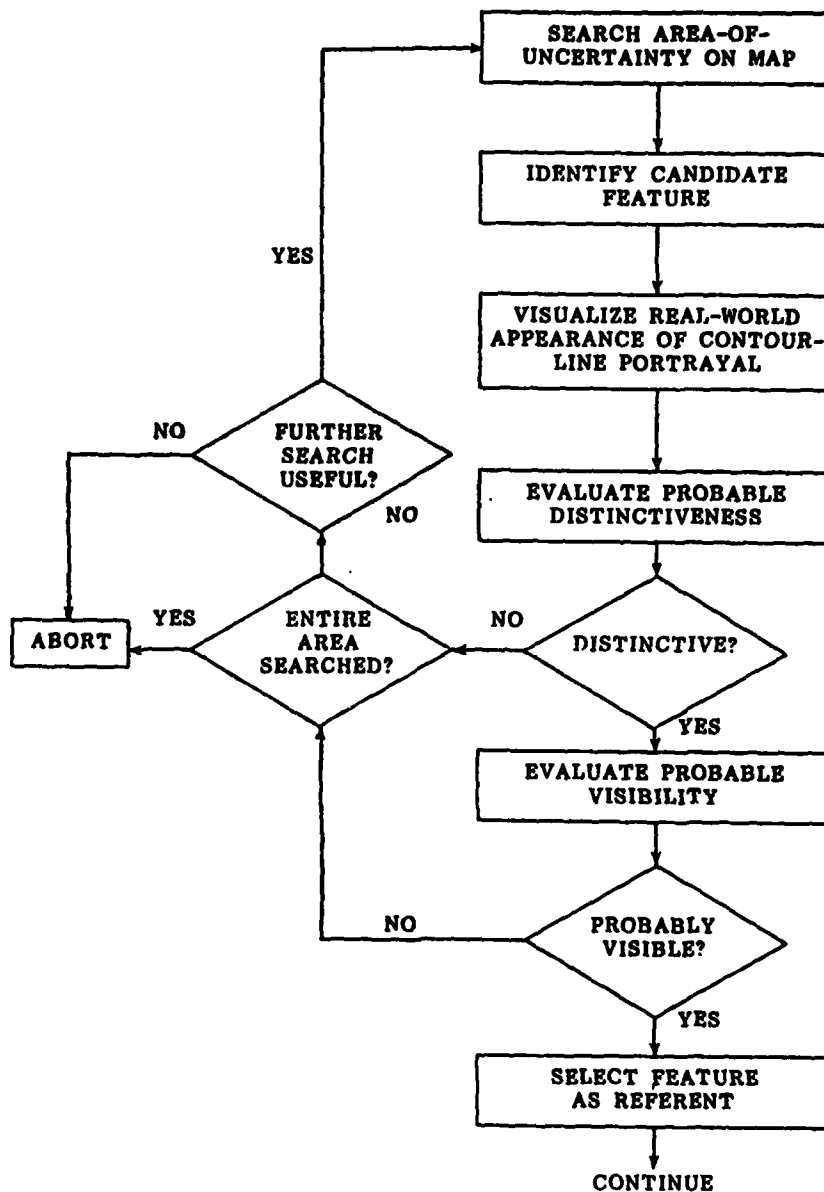 SEARCH AREA-OF-
UNCERTAINTY ON MAP
IDENTIFY CANDIDATE
FEATURE
YES
VISUALIZE REAL-WORLD
APPEARANCE OF CONTOUR-
LINE PORTRAYAL
NO
FURTHER
SEARCH
USEFUL?
NO
EVALUATE PROBABLE
DISTINCTIVENESS
ABORT
YES
ENTIRE
AREA
SEARCHED?
NO
DISTINCTIVE?
YES
EVALUATE PROBABLE
VISIBILITY
NO
PROBABLY
VISIBLE?
YES
SELECT FEATURE
AS REFERENT
CONTINUE